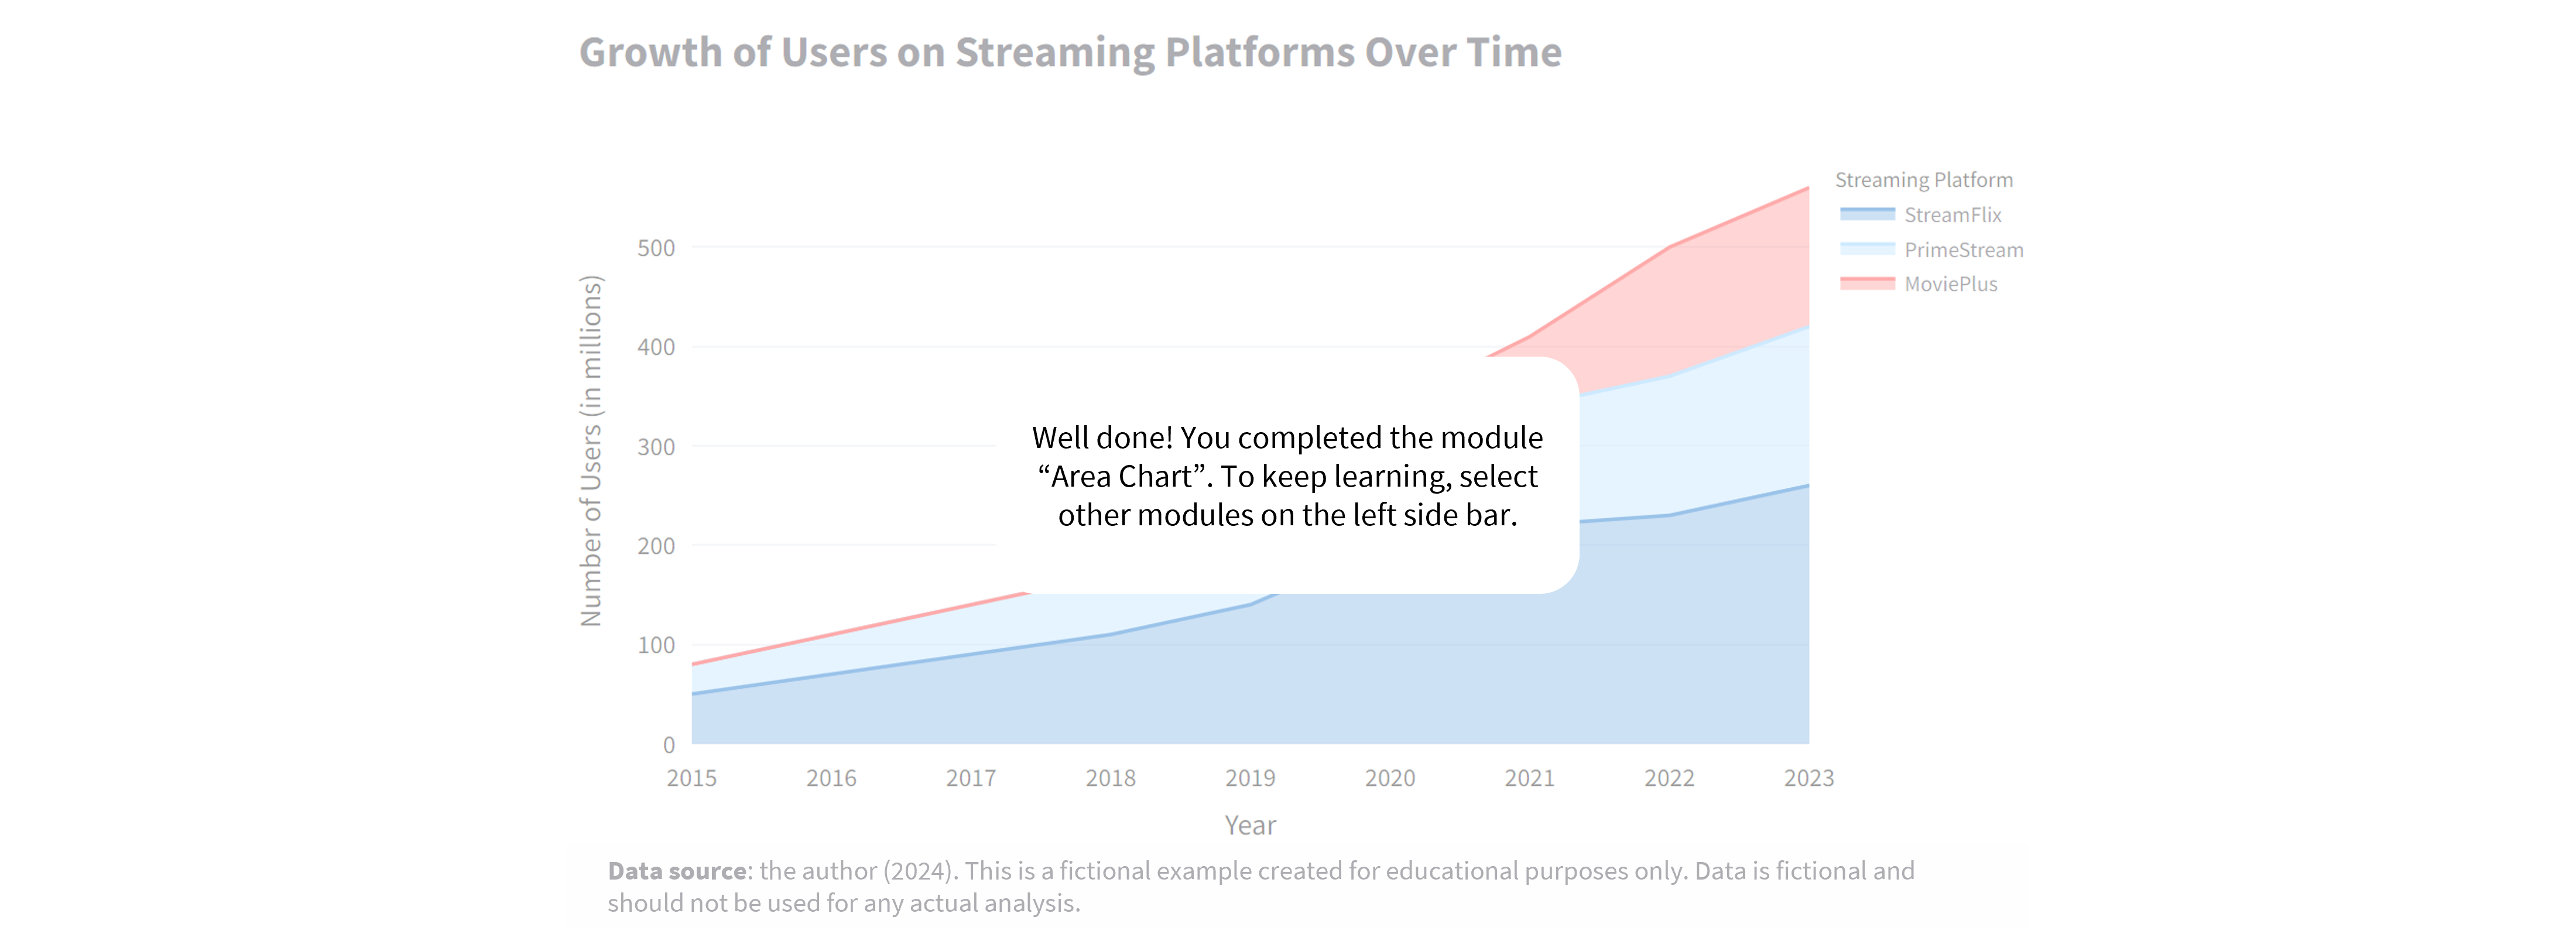 Growth of Users on Streaming Platforms Over Time
Streaming Platform
StreamFlix
PrimeStream
MoviePlus
Number of Users (in millions)
500
400
300
200
100
0
Well done! You completed the module
“Area Chart”. To keep learning, select
other modules on the left side bar.
2015 2016 2017 2018 2019 2020 2021 2022 2023
Year
Data source: the author (2024). This is a fictional example created for educational purposes only. Data is fictional and
should not be used for any actual analysis.